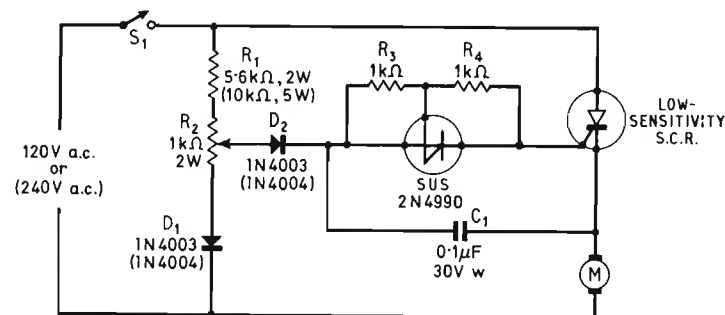 S₁
120V a.c.
or
(240V a.c.)
R₁
5·6kΩ, 2W
(10kΩ, 5W)
R₂
1kΩ
2W
D₂
1N4003
(1N4004)
D₁
1N4003
(1N4004)
R₃
1kΩ
R₄
1kΩ
SUS
2N4990
C₁
0·1μF
30V w
LOW-
SENSITIVITY
S.C.R.
M